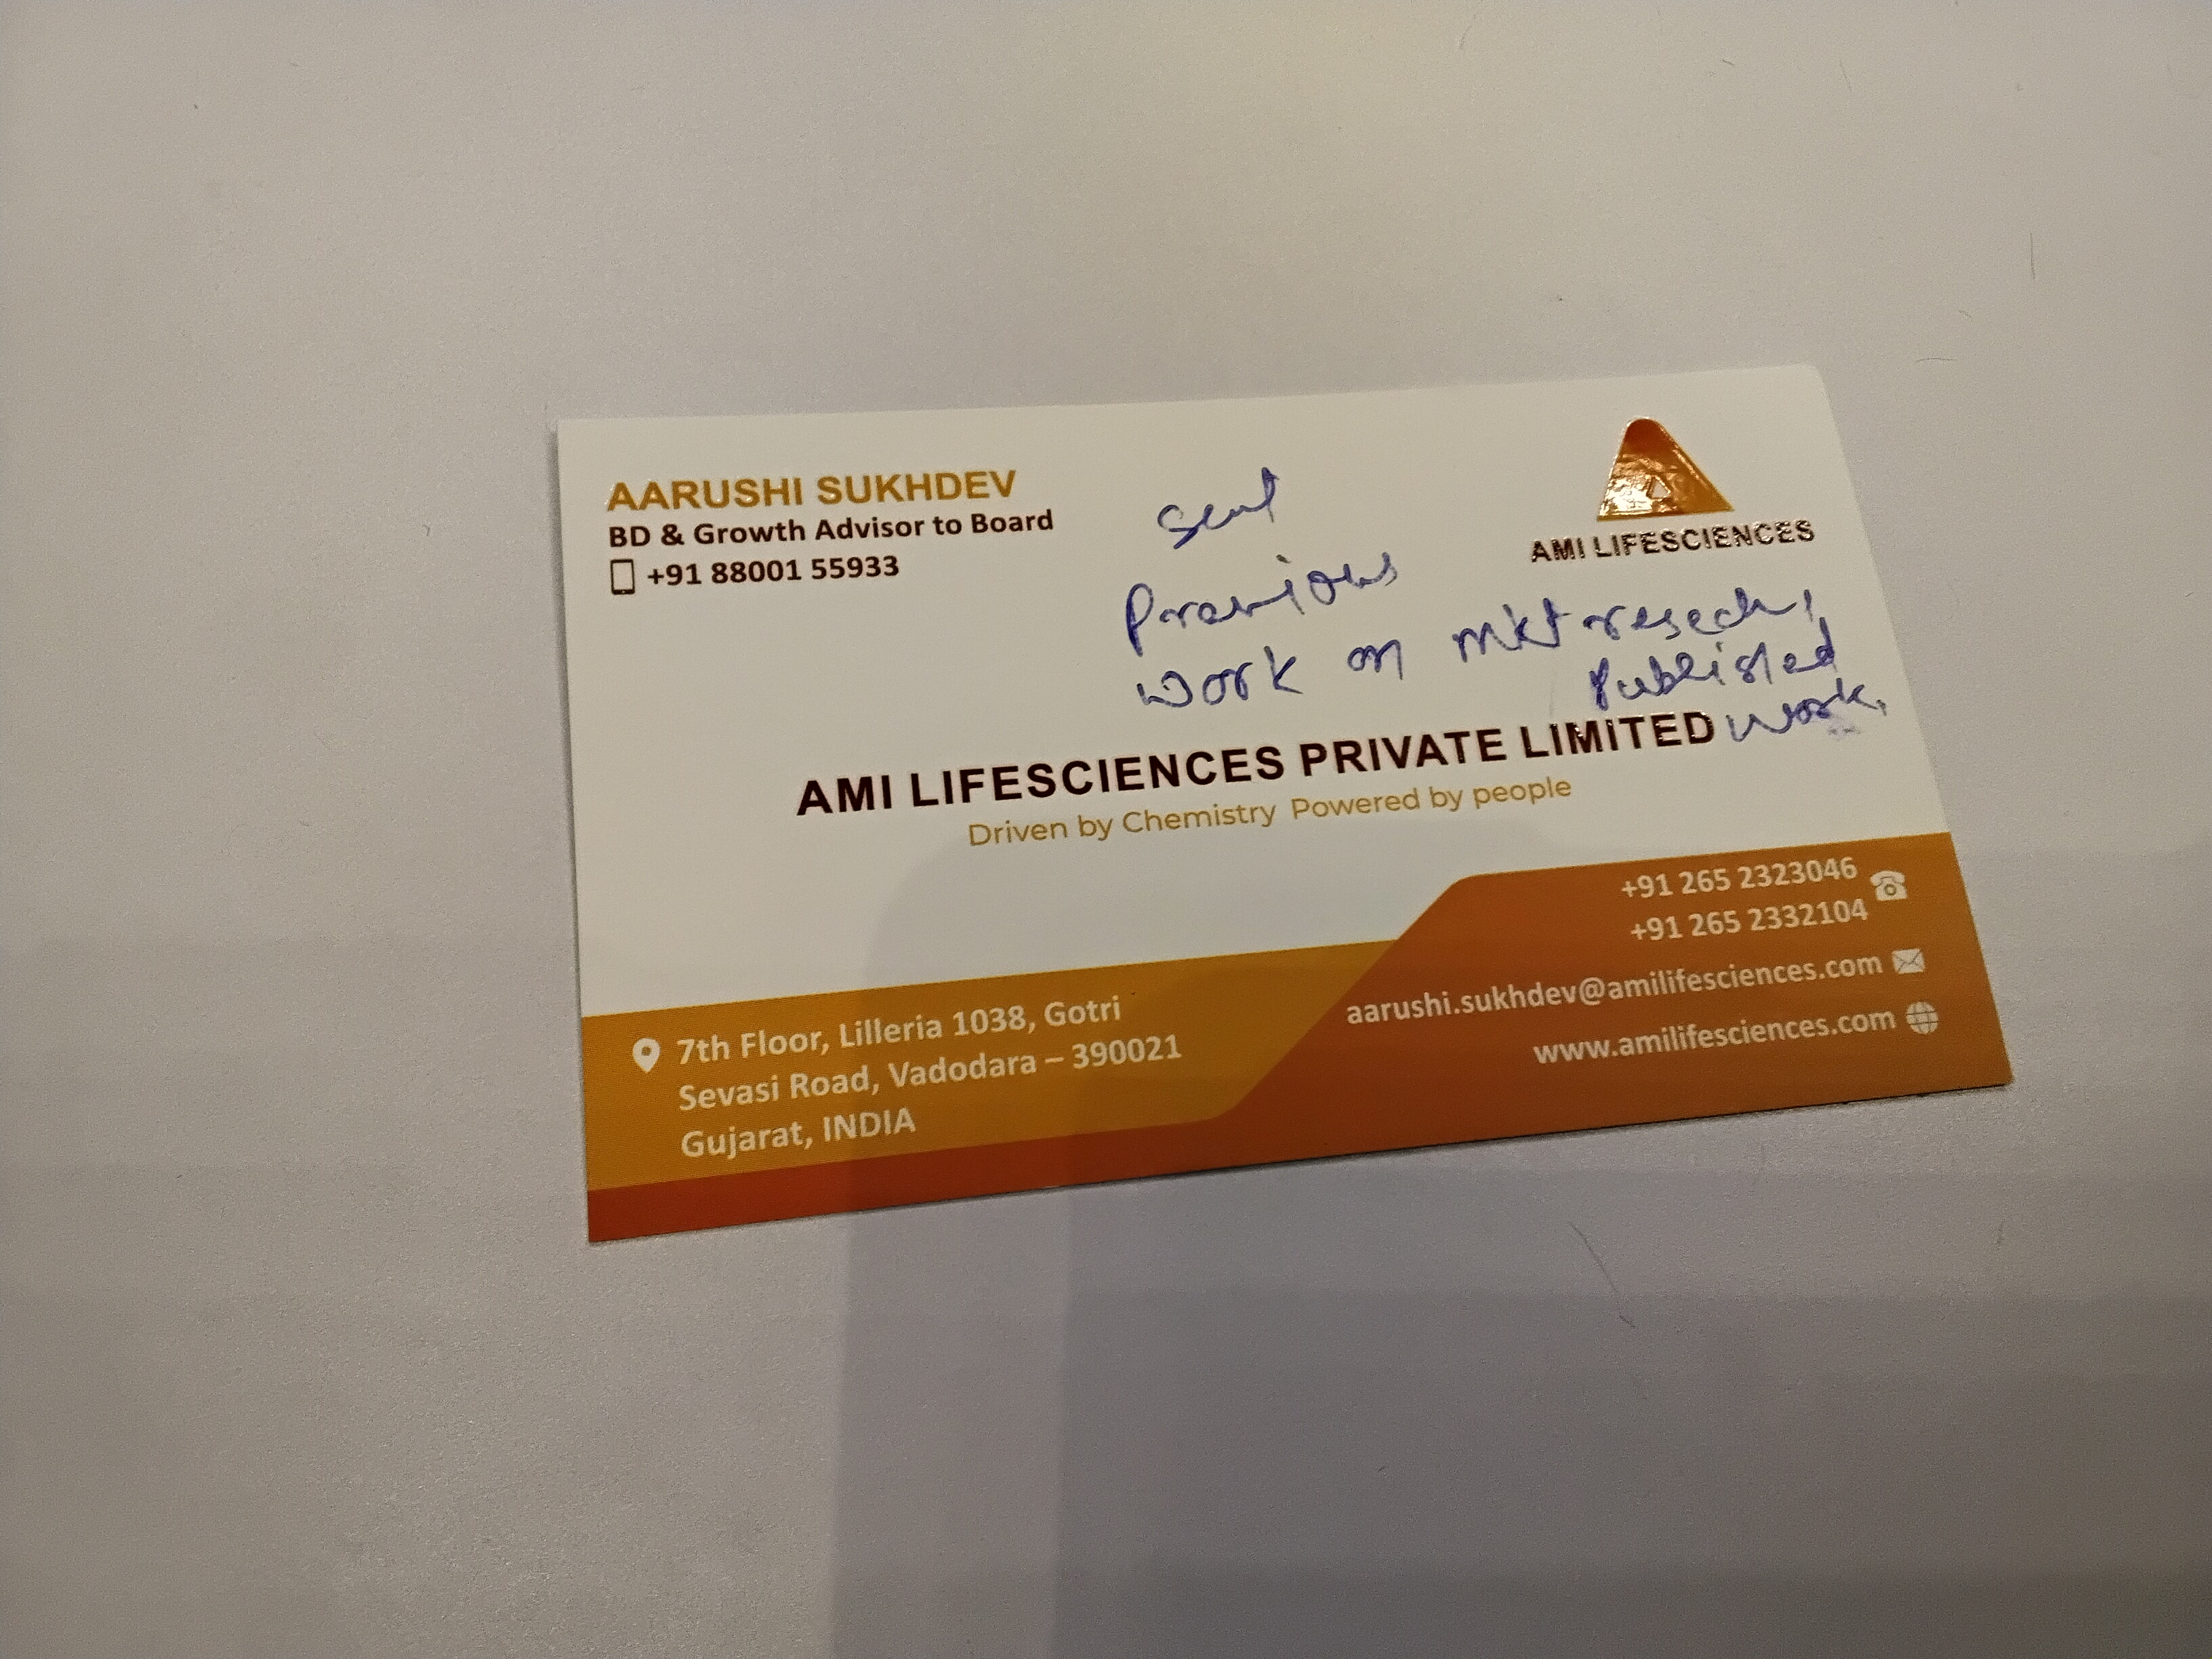 AARUSHI SUKHDEV
BD & Growth Advisor to Board
+91 88001 55933
sent
Previous
work on mkt reseach,
Published
work.
AMI LIFESCIENCES
AMI LIFESCIENCES PRIVATE LIMITED
Driven by Chemistry Powered by people
7th Floor, Lilleria 1038, Gotri
Sevasi Road, Vadodara – 390021
Gujarat, INDIA
+91 265 2323046
+91 265 2332104
aarushi.sukhdev@amilifesciences.com
www.amilifesciences.com